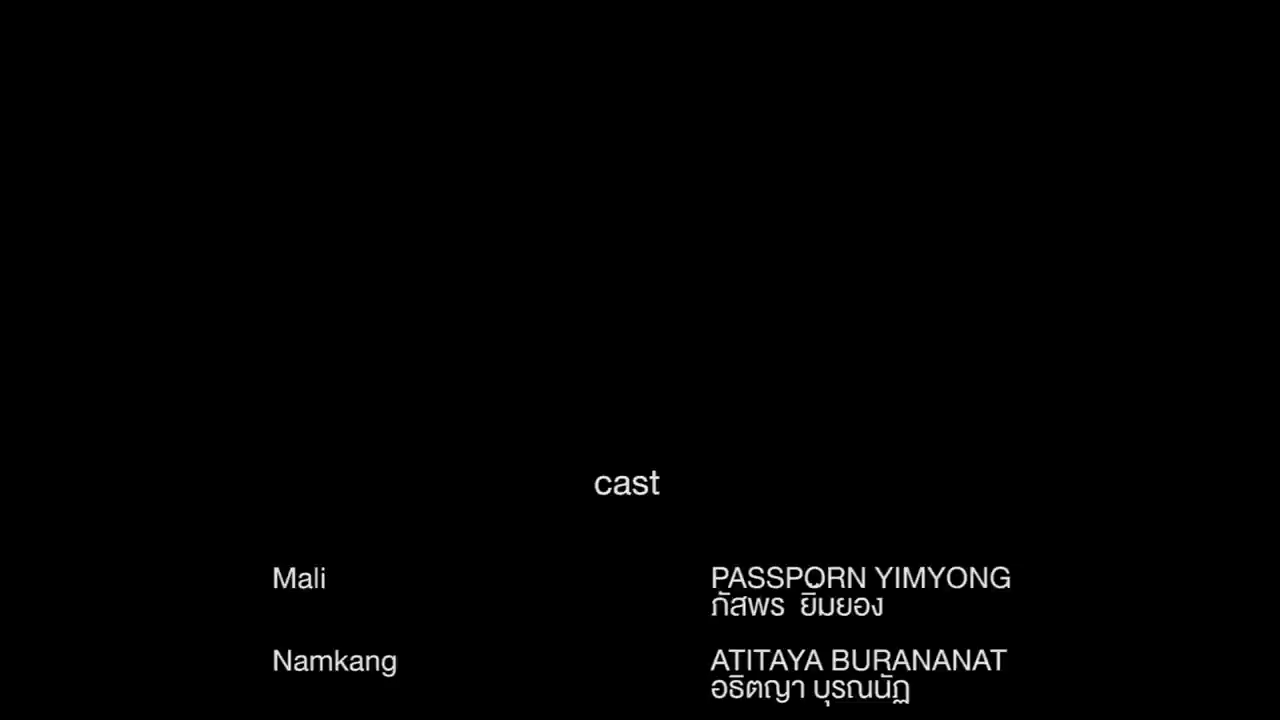 cast
Mali
PASSPORN YIMYONG
ภัสพร ยิ้มยอง
Namkang
ATITAYA BURANANAT
อธิตญา บุรณนัฏ